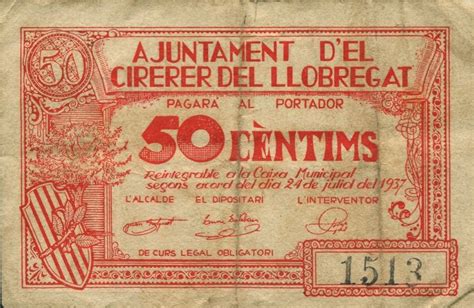 50
AJUNTAMENT D'EL
CIRERER DEL LLOBREGAT
PAGARÀ AL PORTADOR
50 CÈNTIMS
Reintegrable a la Caixa Municipal
segons acord del dia 24 de juliol del 1937
L'ALCALDE EL DIPOSITARI L'INTERVENTOR
DE CURS LEGAL OBLIGATORI
1513